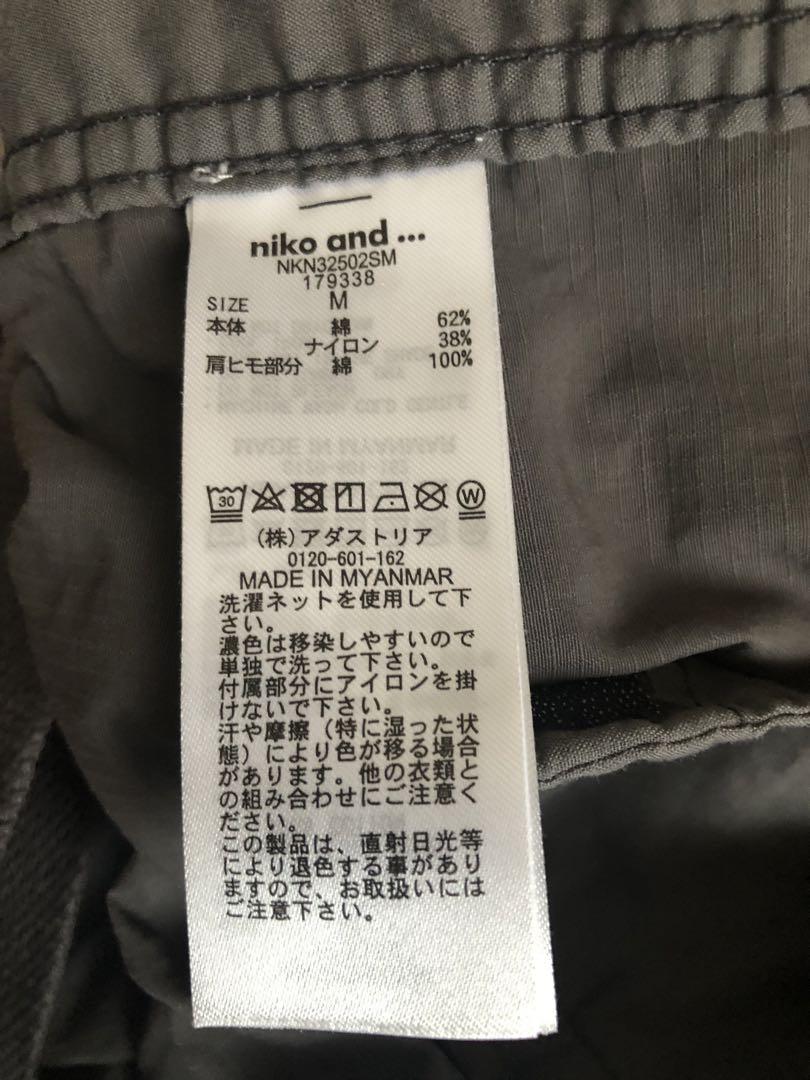 niko and ...
NKN32502SM
179338
SIZE M
本体 綿 62%
ナイロン 38%
肩ヒモ部分 綿 100%
30 W
(株)アダストリア
0120-601-162
MADE IN MYANMAR
洗濯ネットを使用して下
さい。
濃色は移染しやすいので
単独で洗って下さい。
付属部分にアイロンを掛
けないで下さい。
汗や摩擦(特に湿った状
態)により色が移る場合
があります。他の衣類と
の組み合わせにご注意く
ださい。
この製品は、直射日光等
により退色する事があり
ますので、お取扱いには
ご注意下さい。